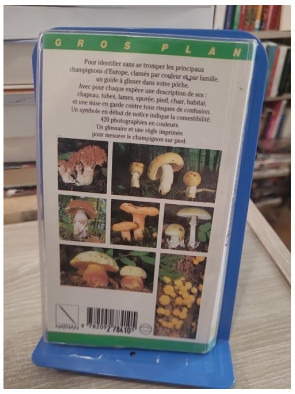 GROS PLAN
Pour identifier sans se tromper les principaux
champignons d'Europe, classés par couleur et par famille,
un guide à glisser dans votre poche.
Avec pour chaque espèce une description de ses :
chapeau, tubes, lames, sporée, pied, chair, habitat,
et une mise en garde contre tous risques de confusion.
Un symbole en début de notice indique la comestibilité.
420 photographies en couleurs.
Un glossaire et une règle imprimée
pour mesurer le champignon sur pied.
NATHAN